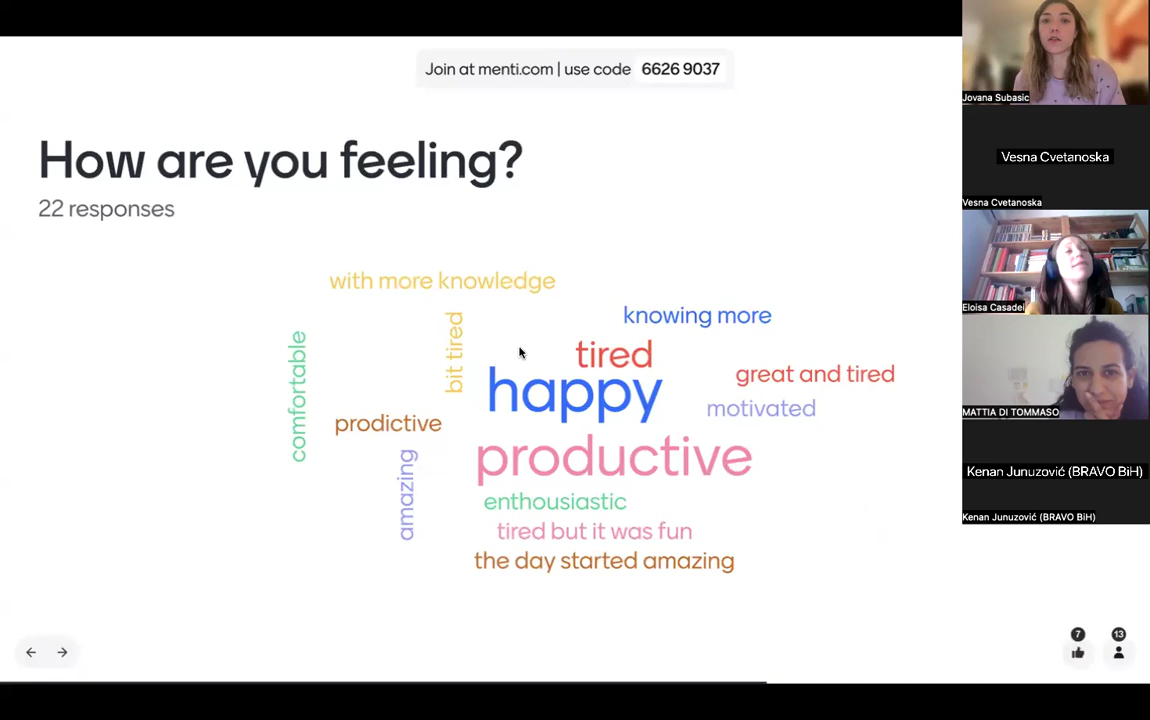 Join at menti.com | use code 6626 9037
How are you feeling?
22 responses
with more knowledge
knowing more
bit tired
comfortable
tired
great and tired
happy
motivated
prodictive
productive
amazing
enthousiastic
tired but it was fun
the day started amazing
7
13
Jovana Subasic
Vesna Cvetanoska
Vesna Cvetanoska
Eloisa Casadei
MATTIA DI TOMMASO
Kenan Junuzović (BRAVO BiH)
Kenan Junuzović (BRAVO BiH)